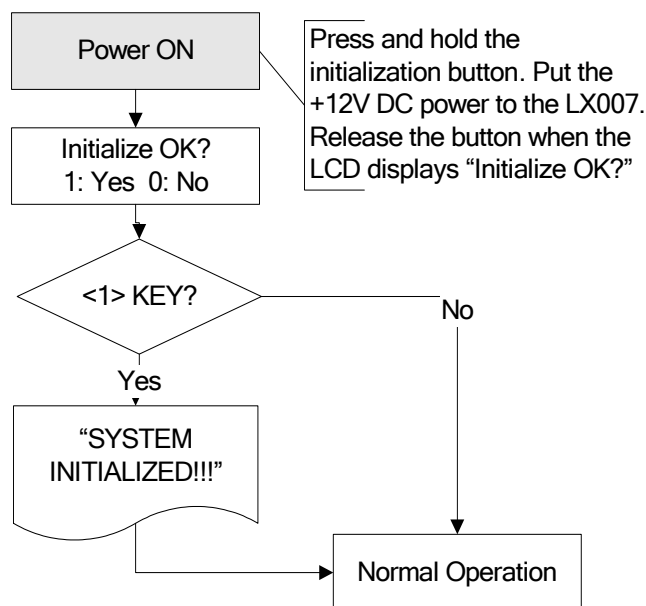 Power ON
Press and hold the
initialization button. Put the
+12V DC power to the LX007.
Release the button when the
LCD displays “Initialize OK?”
Initialize OK?
1: Yes 0: No
<1> KEY?
No
Yes
“SYSTEM
INITIALIZED!!!”
Normal Operation